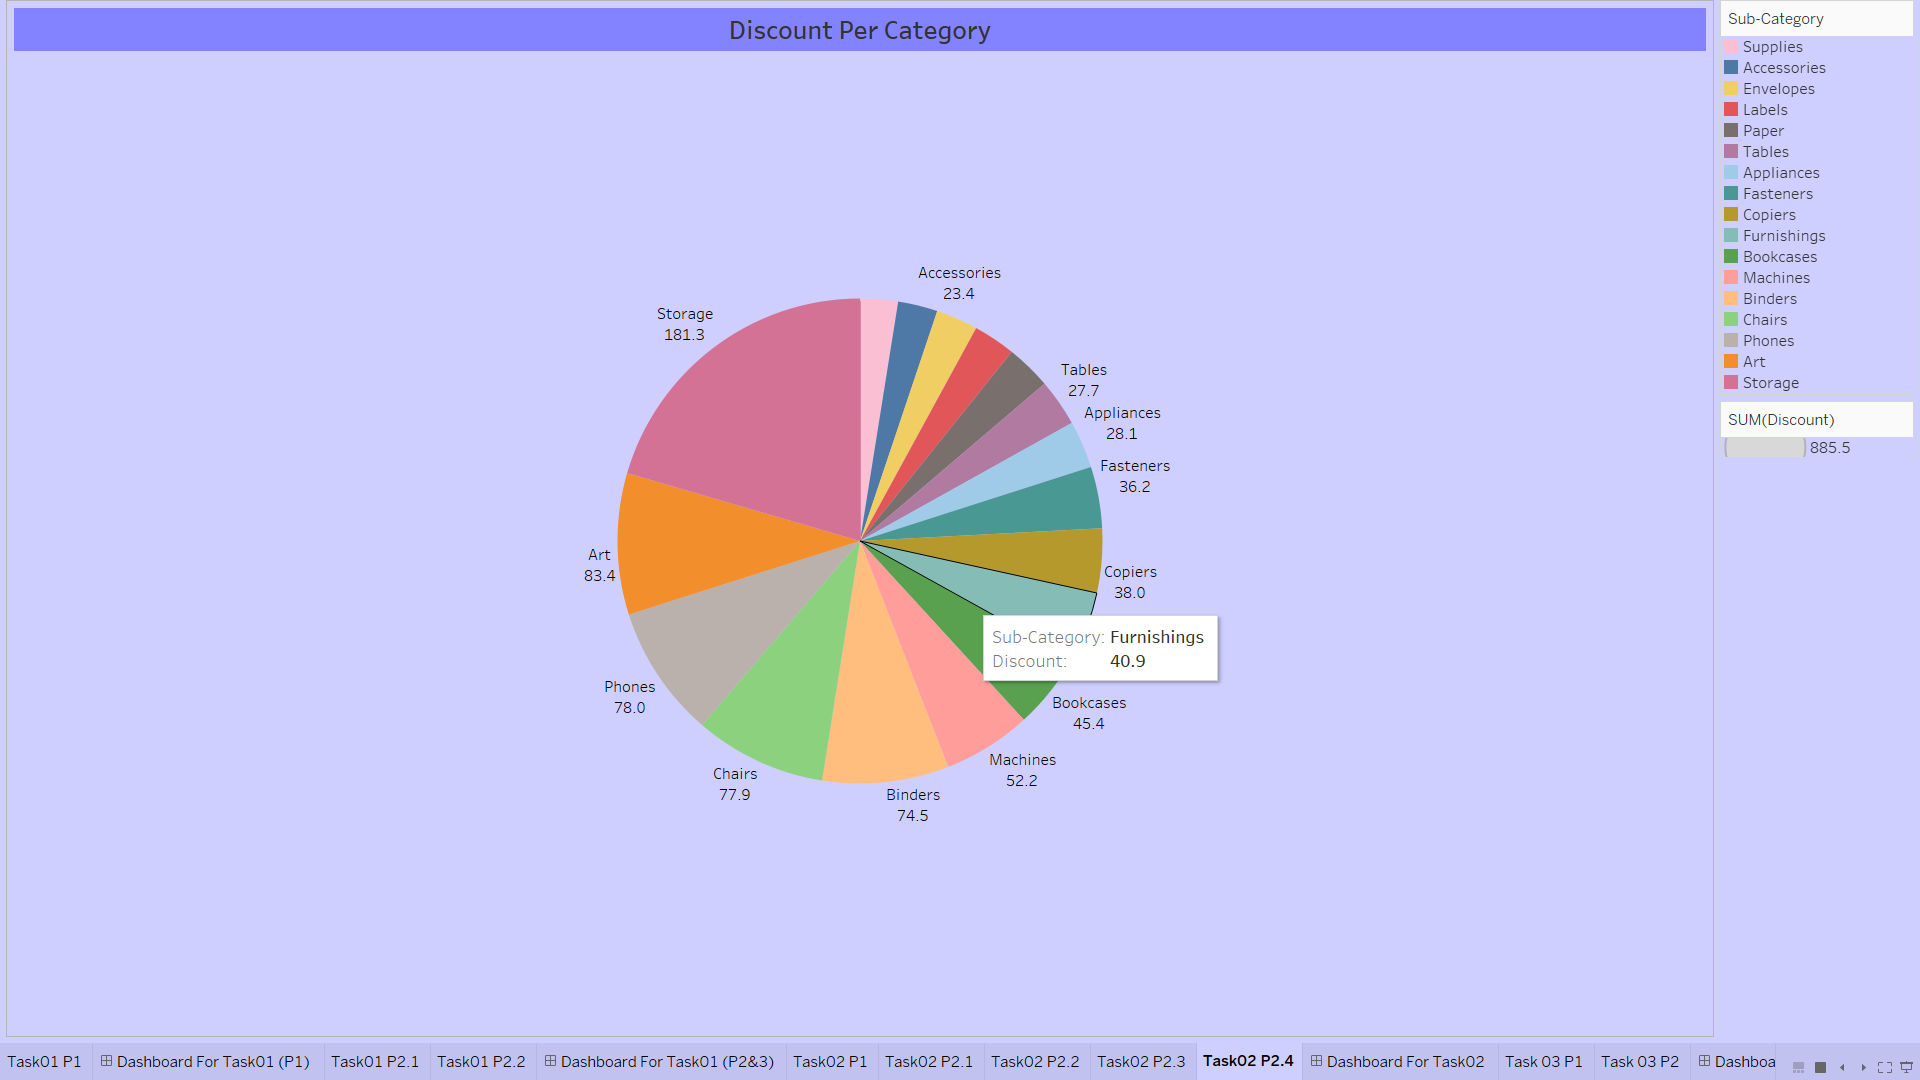 Discount Per Category
Accessories
23.4
Storage
181.3
Tables
27.7
Appliances
28.1
Fasteners
36.2
Art
83.4
Copiers
38.0
Sub-Category: Furnishings
Discount: 40.9
Phones
78.0
Bookcases
45.4
Machines
52.2
Chairs
77.9
Binders
74.5
Sub-Category
Supplies
Accessories
Envelopes
Labels
Paper
Tables
Appliances
Fasteners
Copiers
Furnishings
Bookcases
Machines
Binders
Chairs
Phones
Art
Storage
SUM(Discount)
885.5
Task01 P1
Dashboard For Task01 (P1)
Task01 P2.1
Task01 P2.2
Dashboard For Task01 (P2&3)
Task02 P1
Task02 P2.1
Task02 P2.2
Task02 P2.3
Task02 P2.4
Dashboard For Task02
Task 03 P1
Task 03 P2
Dashboa